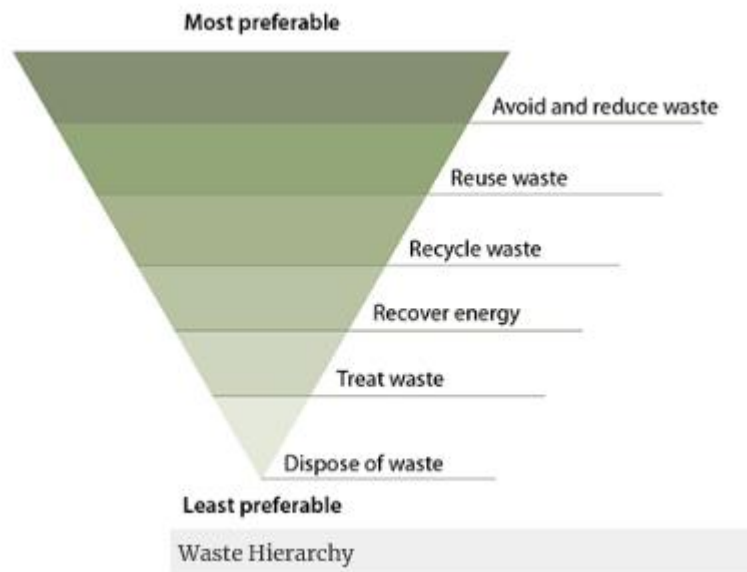 Most preferable
Avoid and reduce waste
Reuse waste
Recycle waste
Recover energy
Treat waste
Dispose of waste
Least preferable
Waste Hierarchy